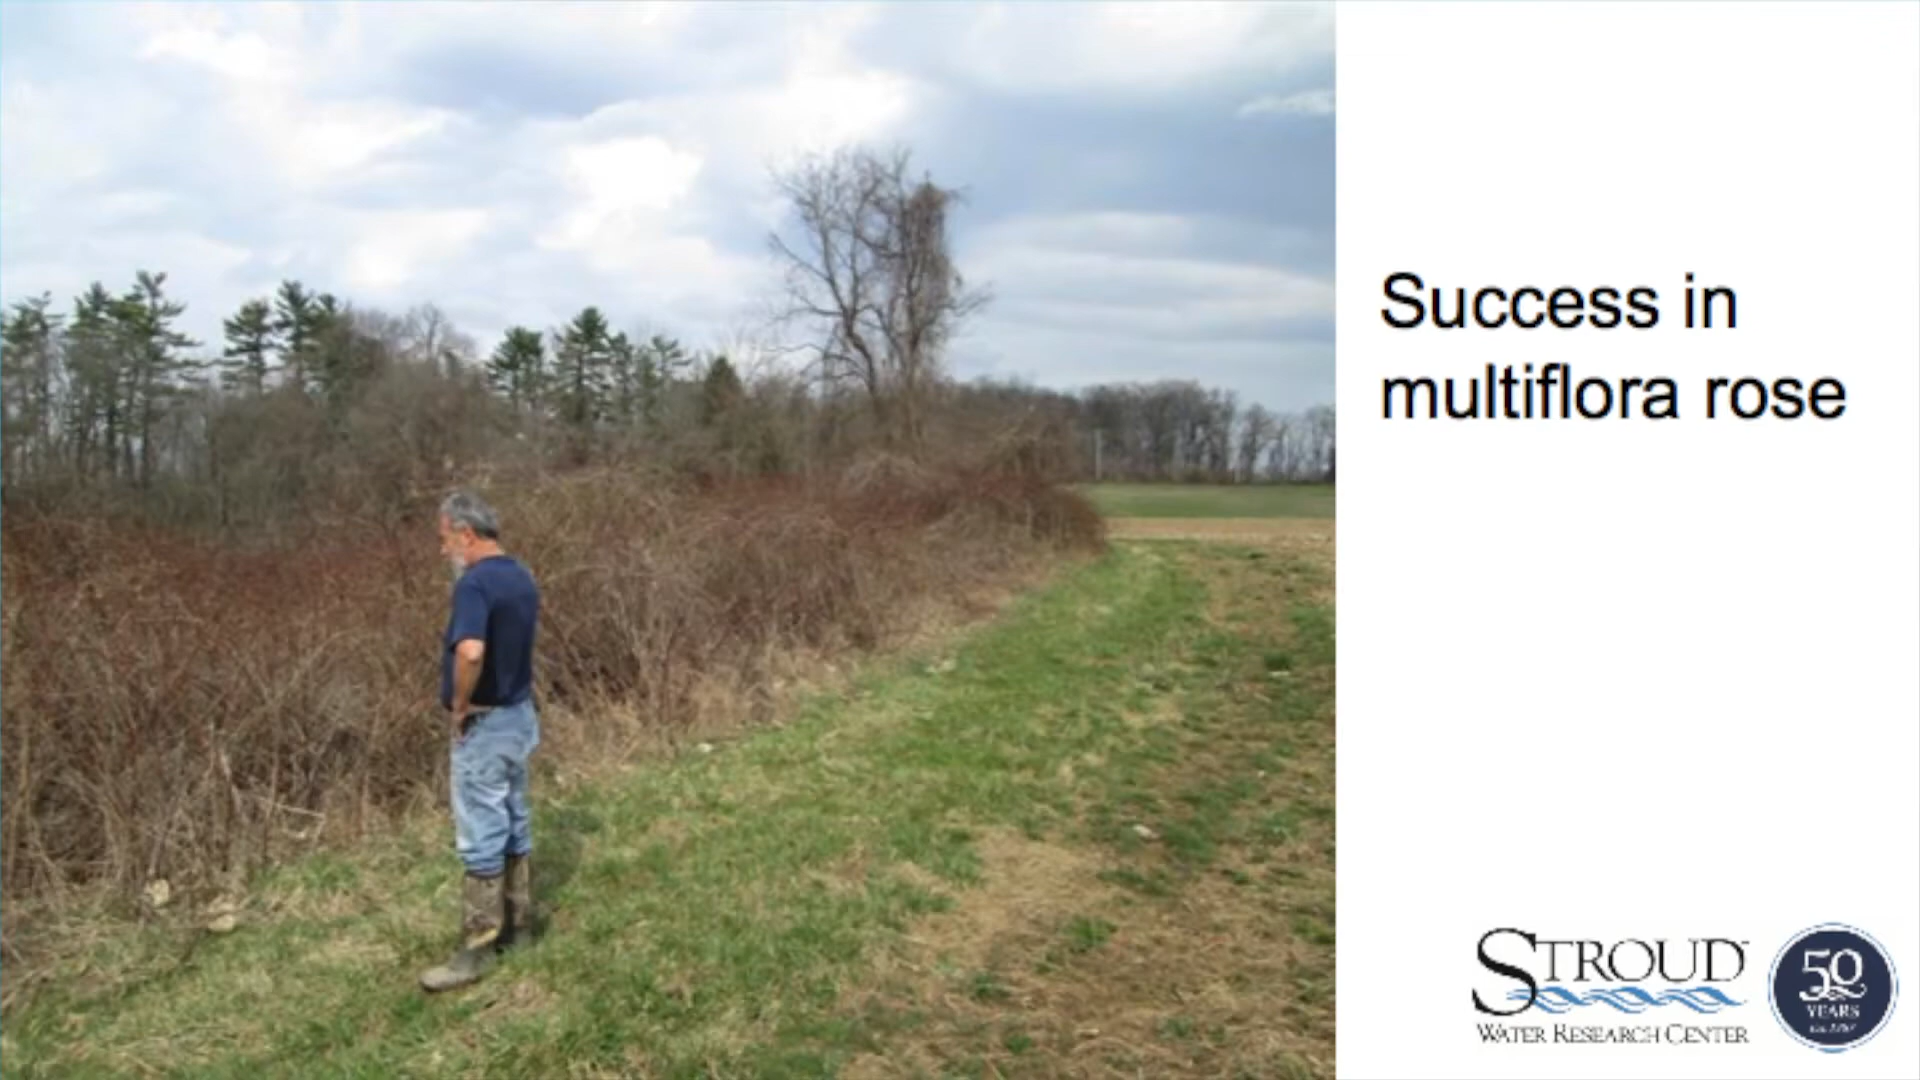 Success in
multiflora rose
STROUD
WATER RESEARCH CENTER
50
YEARS